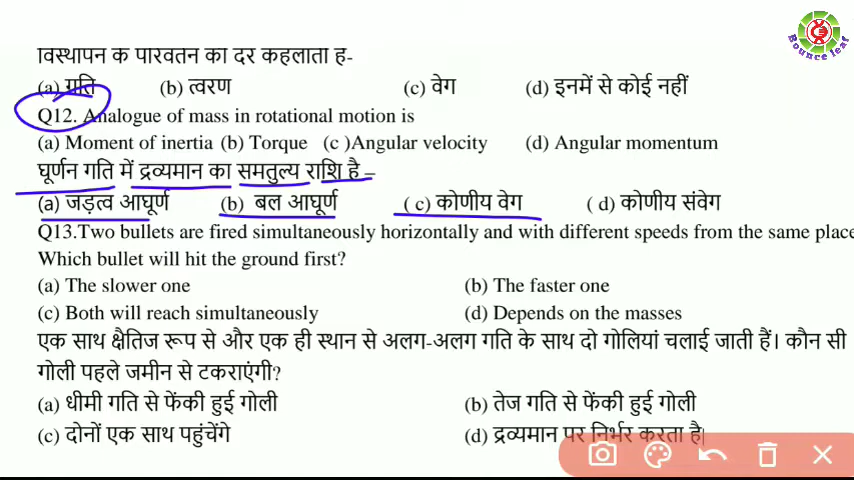 Bounce leaf
विस्थापन के परिवर्तन की दर कहलाती है-
(a) गति (b) त्वरण (c) वेग (d) इनमें से कोई नहीं
Q12. Analogue of mass in rotational motion is
(a) Moment of inertia (b) Torque (c )Angular velocity (d) Angular momentum
घूर्णन गति में द्रव्यमान का समतुल्य राशि है –
(a) जड़त्व आघूर्ण (b) बल आघूर्ण ( c) कोणीय वेग ( d) कोणीय संवेग
Q13.Two bullets are fired simultaneously horizontally and with different speeds from the same place
Which bullet will hit the ground first?
(a) The slower one (b) The faster one
(c) Both will reach simultaneously (d) Depends on the masses
एक साथ क्षैतिज रूप से और एक ही स्थान से अलग-अलग गति के साथ दो गोलियां चलाई जाती हैं। कौन सी
गोली पहले जमीन से टकराएंगी?
(a) धीमी गति से फेंकी हुई गोली (b) तेज गति से फेंकी हुई गोली
(c) दोनों एक साथ पहुंचेंगे (d) द्रव्यमान पर निर्भर करता है|